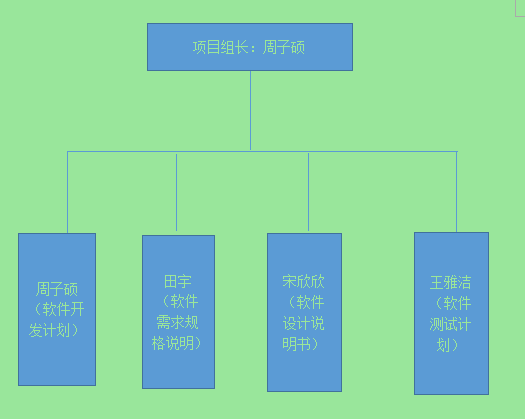 项目组长：周子硕
周子硕
（软件开
发计划）
田宇
（软件
需求规
格说明）
宋欣欣
（软件
设计说
明书）
王雅洁
（软件
测试计
划）